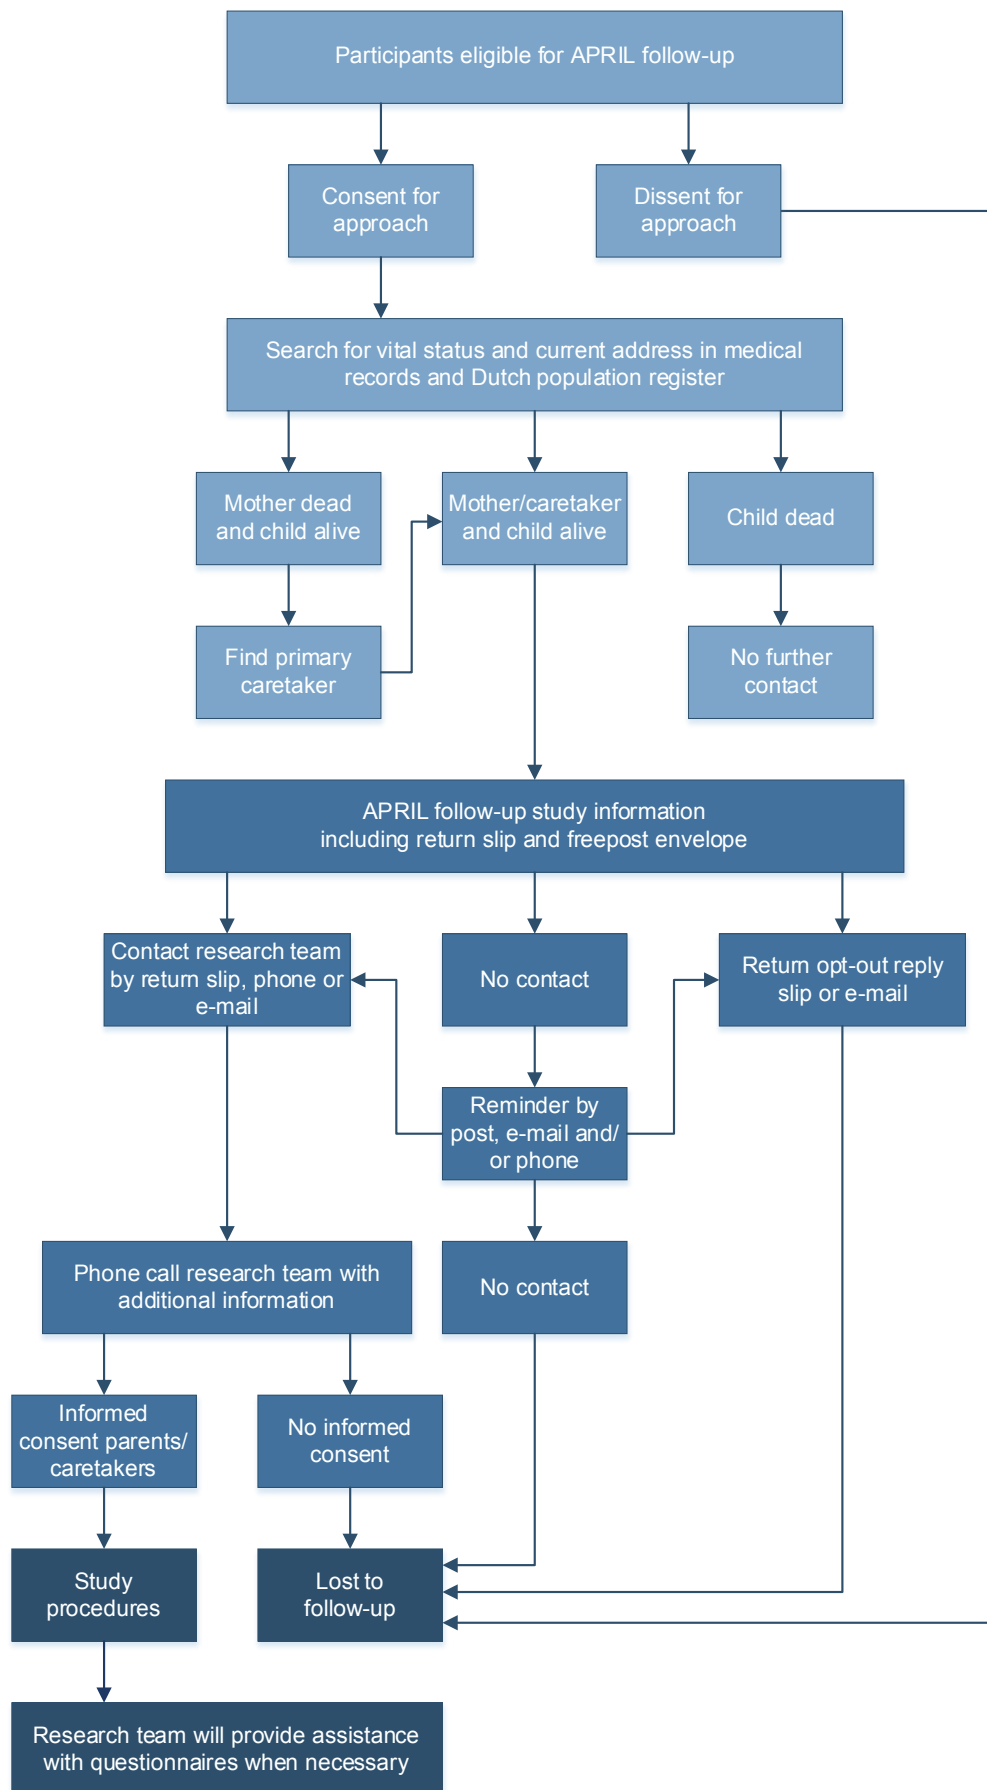 Participants eligible for APRIL follow-up
Consent for
approach
Dissent for
approach
Search for vital status and current address in medical
records and Dutch population register
Mother dead
and child alive
Mother/caretaker
and child alive
Child dead
Find primary
caretaker
No further
contact
APRIL follow-up study information
including return slip and freepost envelope
Contact research team
by return slip, phone or
e-mail
No contact
Return opt-out reply
slip or e-mail
Reminder by
post, e-mail and/
or phone
Phone call research team with
additional information
No contact
Informed
consent parents/
caretakers
No informed
consent
Study
procedures
Lost to
follow-up
Research team will provide assistance
with questionnaires when necessary